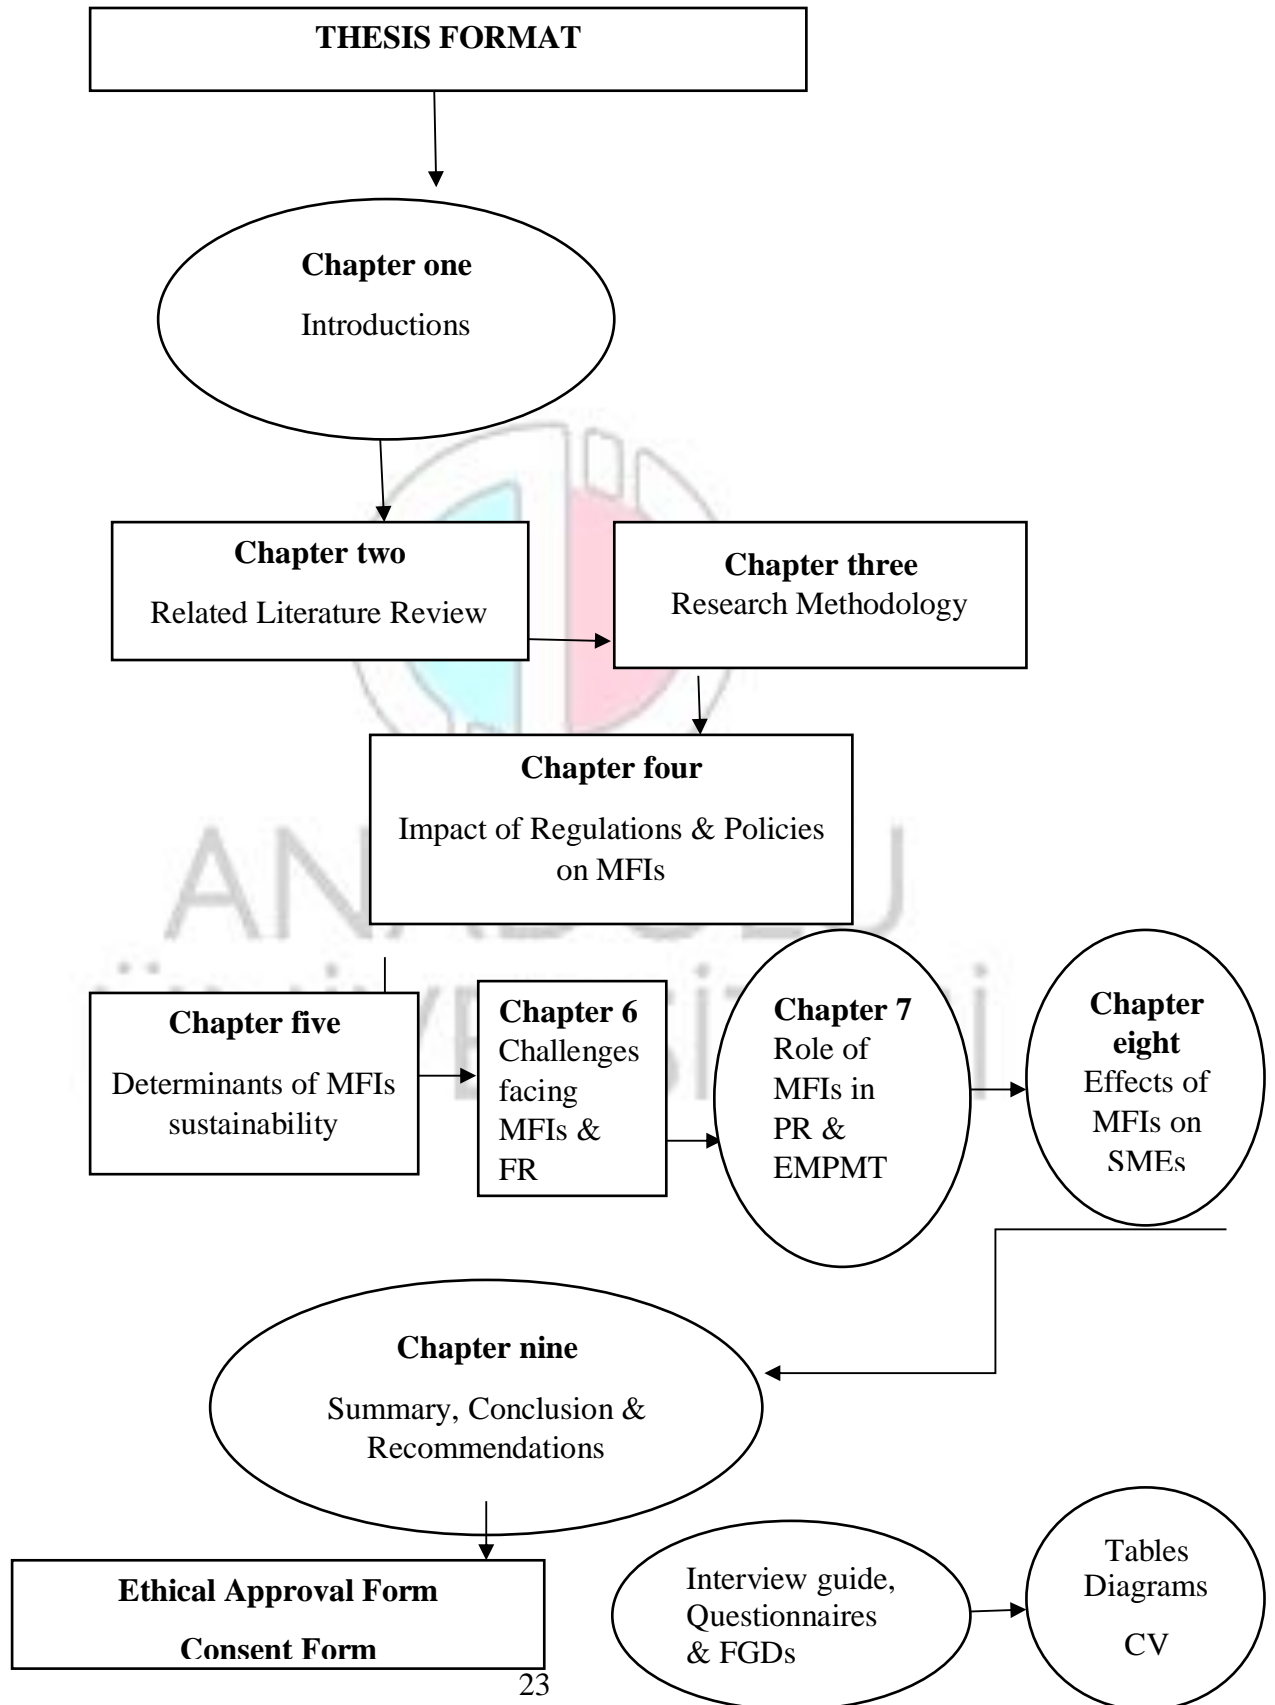 THESIS FORMAT
Chapter one
Introductions
Chapter two
Related Literature Review
Chapter three
Research Methodology
Chapter four
Impact of Regulations & Policies
on MFIs
Chapter five
Determinants of MFIs
sustainability
Chapter 6
Challenges
facing
MFIs &
FR
Chapter 7
Role of
MFIs in
PR &
EMPMT
Chapter
eight
Effects of
MFIs on
SMEs
Chapter nine
Summary, Conclusion &
Recommendations
Ethical Approval Form
Consent Form
Interview guide,
Questionnaires
& FGDs
Tables
Diagrams
CV
23